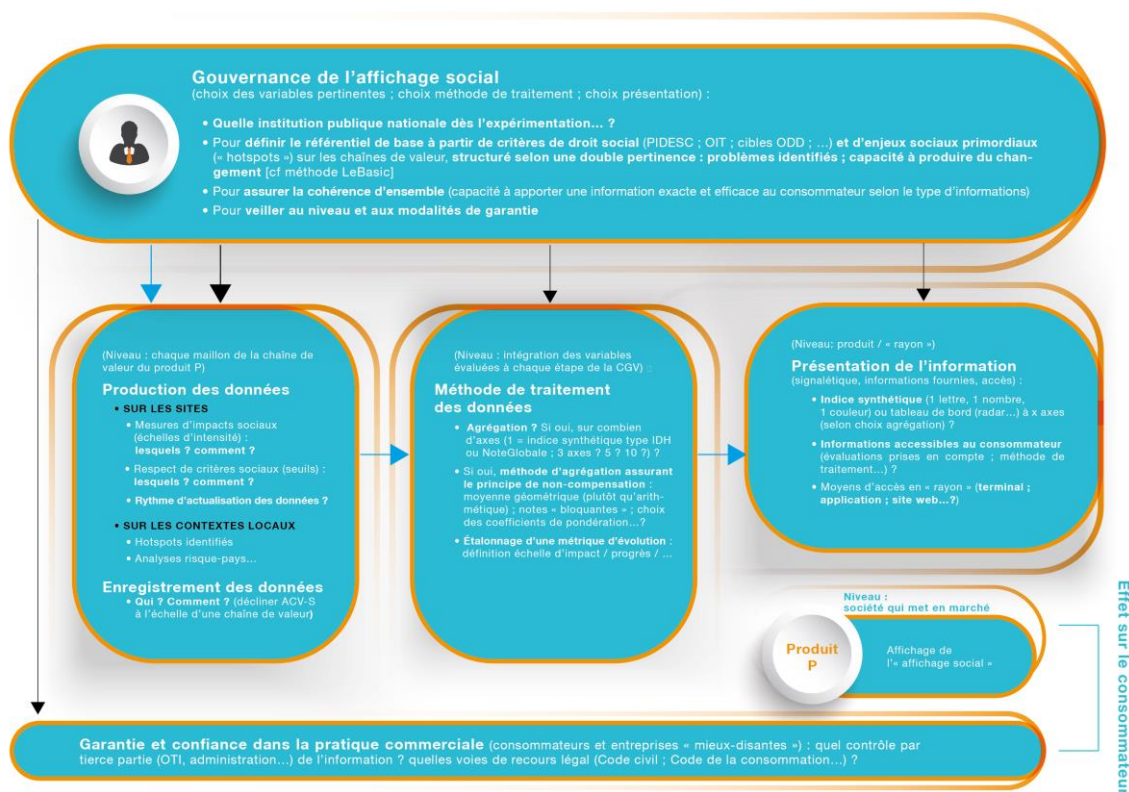 Gouvernance de l’affichage social
(choix des variables pertinentes ; choix méthode de traitement ; choix présentation) :
• Quelle institution publique nationale dès l’expérimentation… ?
• Pour définir le référentiel de base à partir de critères de droit social (PIDESC ; OIT ; cibles ODD ; …) et d’enjeux sociaux primordiaux
(« hotspots ») sur les chaînes de valeur, structuré selon une double pertinence : problèmes identifiés ; capacité à produire du chan-
gement [cf méthode LeBasic]
• Pour assurer la cohérence d’ensemble (capacité à apporter une information exacte et efficace au consommateur selon le type d’informations)
• Pour veiller au niveau et aux modalités de garantie
(Niveau : chaque maillon de la chaîne de
valeur du produit P)
Production des données
• SUR LES SITES
• Mesures d’impacts sociaux
(échelles d’intensité) :
lesquels ? comment ?
• Respect de critères sociaux (seuils) :
lesquels ? comment ?
• Rythme d’actualisation des données ?
• SUR LES CONTEXTES LOCAUX
• Hotspots identifiés
• Analyses risque-pays…
Enregistrement des données
• Qui ? Comment ? (décliner ACV-S
à l’échelle d’une chaîne de valeur)
(Niveau : intégration des variables
évaluées à chaque étape de la CGV) :
Méthode de traitement
des données
• Agrégation ? Si oui, sur combien
d’axes (1 = indice synthétique type IDH
ou NoteGlobale ; 3 axes ? 5 ? 10 ?) ?
• Si oui, méthode d’agrégation assurant
le principe de non-compensation :
moyenne géométrique (plutôt qu’arith-
métique) ; notes « bloquantes » ; choix
des coefficients de pondération…?
• Étalonnage d’une métrique d’évolution :
définition échelle d’impact / progrès / …
(Niveau: produit / « rayon »)
Présentation de l’information
(signalétique, informations fournies, accès) :
• Indice synthétique (1 lettre, 1 nombre,
1 couleur) ou tableau de bord (radar…) à x axes
(selon choix agrégation) ?
• Informations accessibles au consommateur
(évaluations prises en compte ; méthode de
traitement…) ?
• Moyens d’accès en « rayon » (terminal ;
application ; site web…?)
Niveau :
société qui met en marché
Produit
P
Affichage de
l’« affichage social »
Effet sur le consommateur
Garantie et confiance dans la pratique commerciale (consommateurs et entreprises « mieux-disantes ») : quel contrôle par
tierce partie (OTI, administration…) de l’information ? quelles voies de recours légal (Code civil ; Code de la consommation…) ?